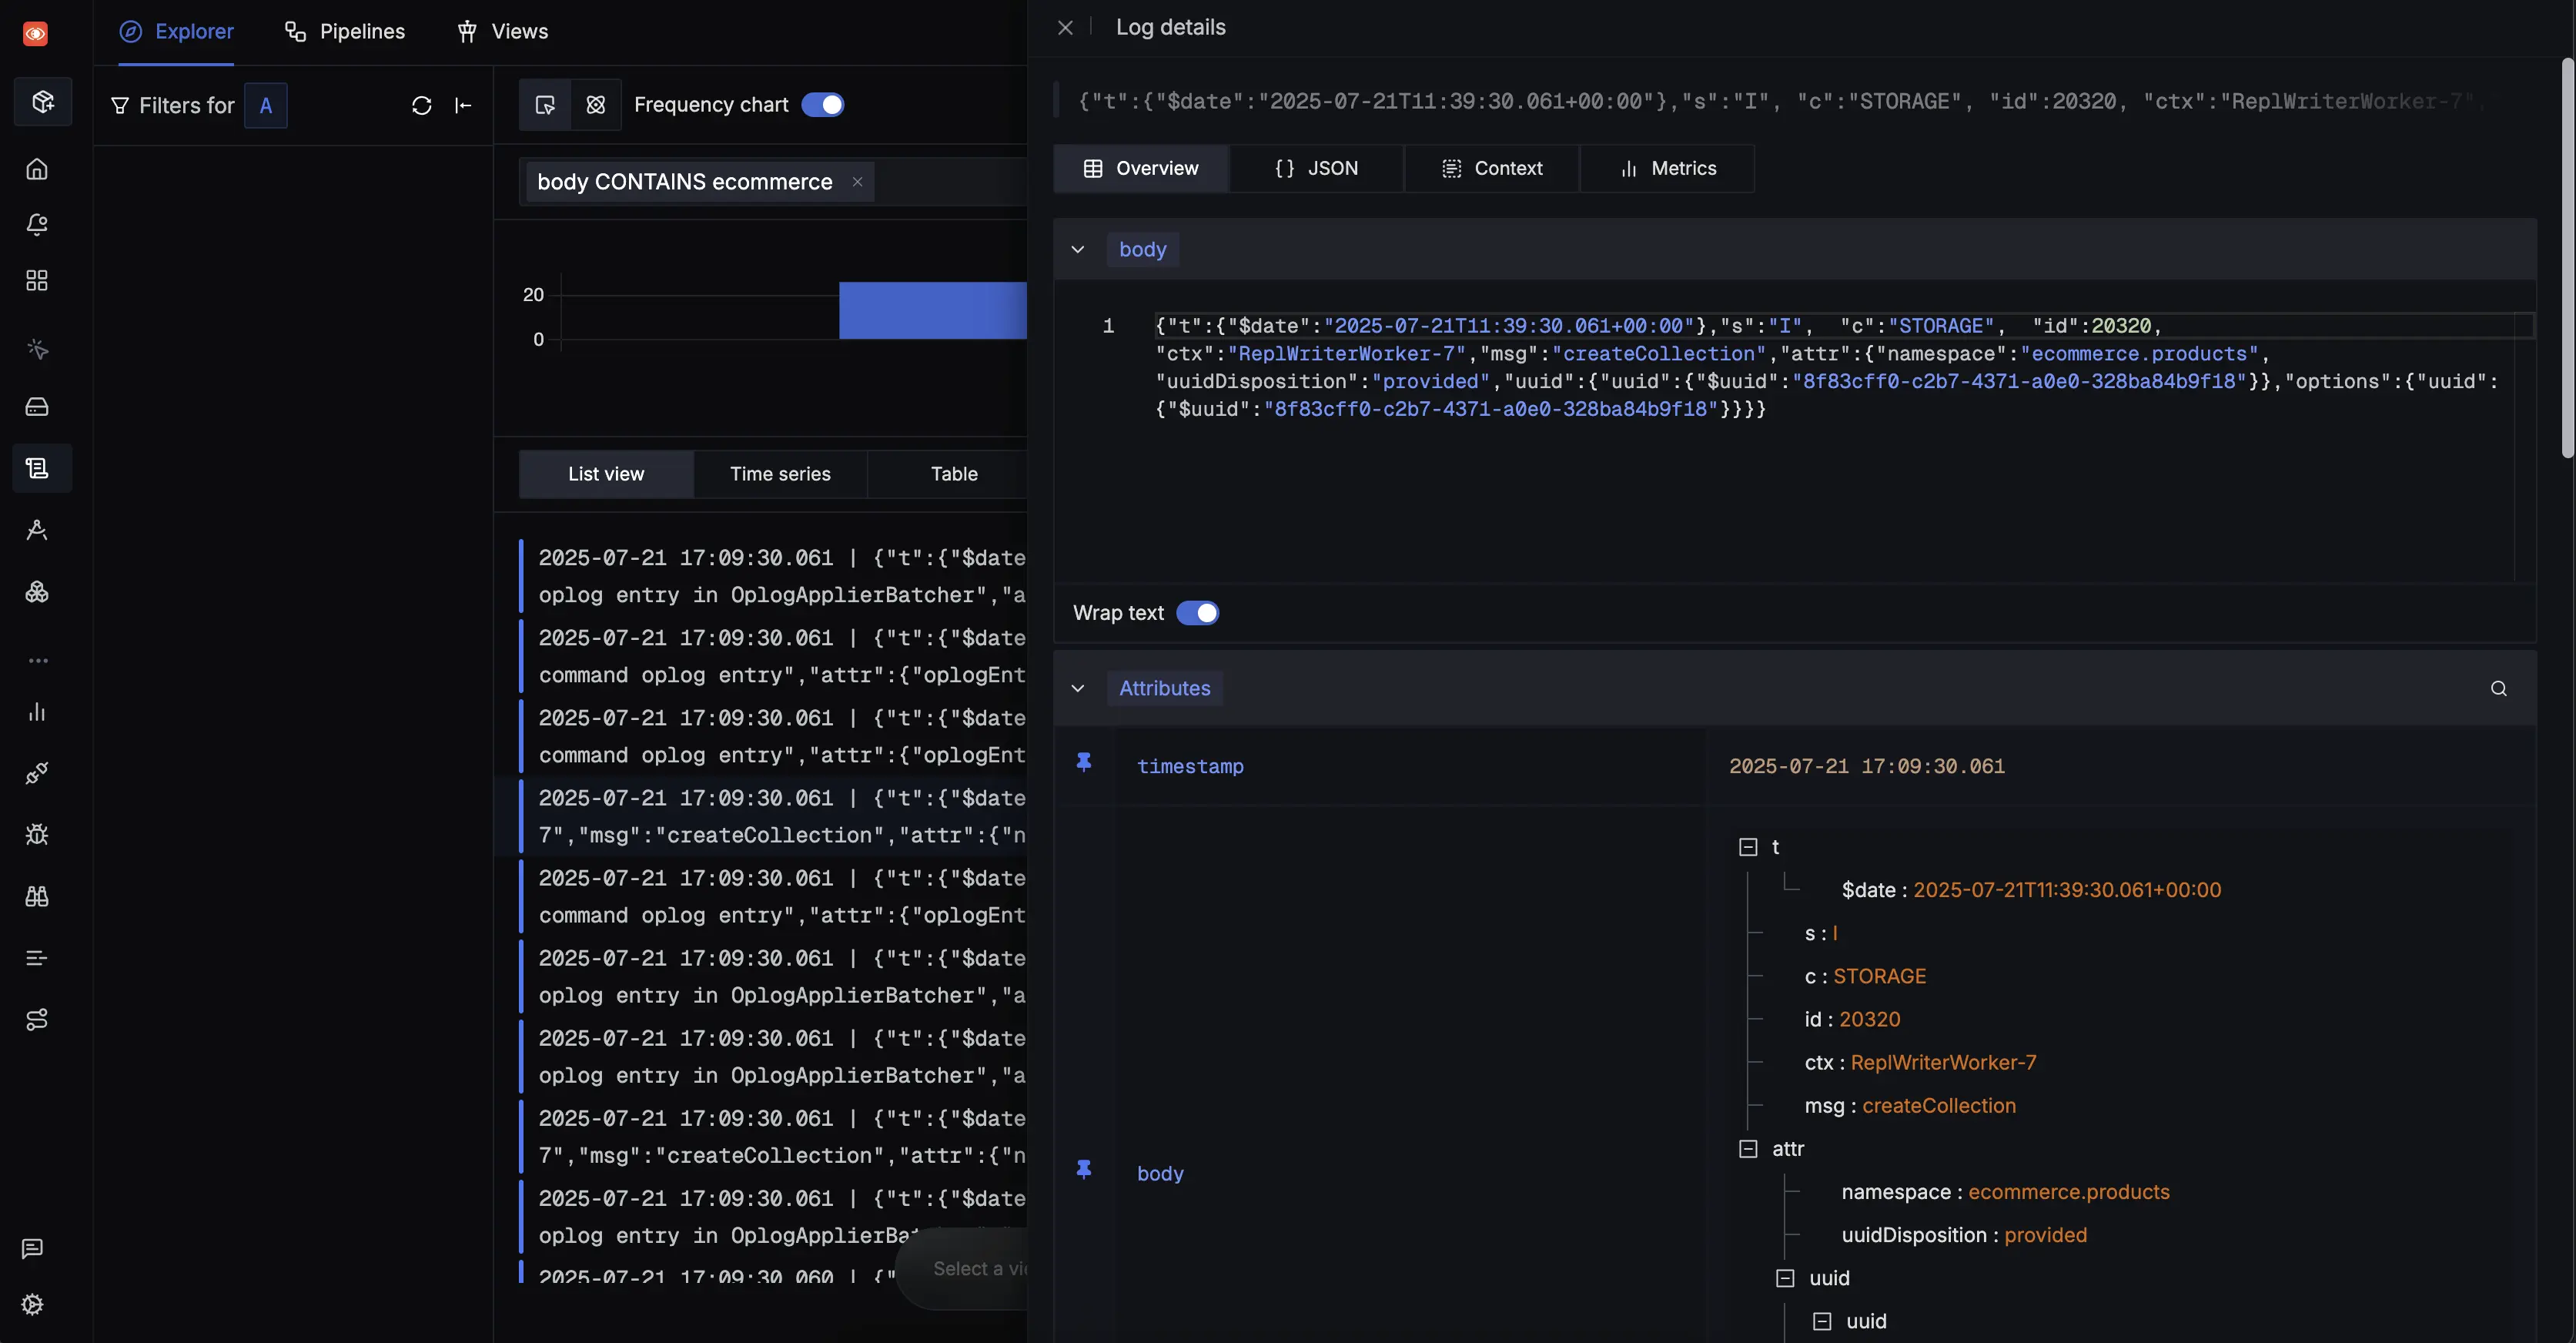 Explorer
Pipelines
Views
Filters for A
Frequency chart
body CONTAINS ecommerce
20
0
List view
Time series
Table
2025-07-21 17:09:30.061 | {"t":{"$date
oplog entry in OplogApplierBatcher","a
2025-07-21 17:09:30.061 | {"t":{"$date
command oplog entry","attr":{"oplogEnt
2025-07-21 17:09:30.061 | {"t":{"$date
command oplog entry","attr":{"oplogEnt
2025-07-21 17:09:30.061 | {"t":{"$date
7","msg":"createCollection","attr":{"n
2025-07-21 17:09:30.061 | {"t":{"$date
command oplog entry","attr":{"oplogEnt
2025-07-21 17:09:30.061 | {"t":{"$date
oplog entry in OplogApplierBatcher","a
2025-07-21 17:09:30.061 | {"t":{"$date
oplog entry in OplogApplierBatcher","a
2025-07-21 17:09:30.061 | {"t":{"$date
7","msg":"createCollection","attr":{"n
2025-07-21 17:09:30.061 | {"t":{"$date
oplog entry in OplogApplierBat
2025-07-21 17:09:30.060 | {"
Select a vi
Log details
{"t":{"$date":"2025-07-21T11:39:30.061+00:00"},"s":"I", "c":"STORAGE", "id":20320, "ctx":"ReplWriterWorker-7",
Overview
{} JSON
Context
Metrics
body
1
{"t":{"$date":"2025-07-21T11:39:30.061+00:00"},"s":"I",  "c":"STORAGE",  "id":20320,
"ctx":"ReplWriterWorker-7","msg":"createCollection","attr":{"namespace":"ecommerce.products",
"uuidDisposition":"provided","uuid":{"uuid":{"$uuid":"8f83cff0-c2b7-4371-a0e0-328ba84b9f18"}},"options":{"uuid":
{"$uuid":"8f83cff0-c2b7-4371-a0e0-328ba84b9f18"}}}}
Wrap text
Attributes
timestamp
2025-07-21 17:09:30.061
body
t
$date : 2025-07-21T11:39:30.061+00:00
s : I
c : STORAGE
id : 20320
ctx : ReplWriterWorker-7
msg : createCollection
attr
namespace : ecommerce.products
uuidDisposition : provided
uuid
uuid